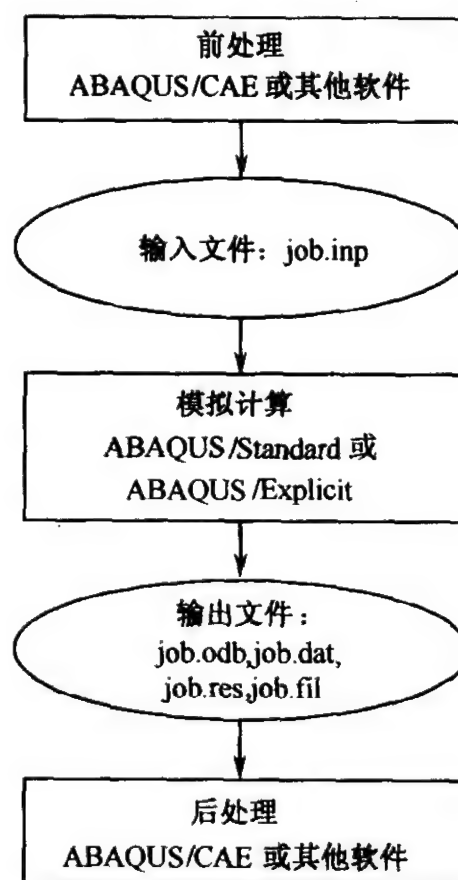 前处理
ABAQUS/CAE 或其他软件
输入文件：job.inp
模拟计算
ABAQUS/Standard 或
ABAQUS/Explicit
输出文件：
job.odb,job.dat,
job.res,job.fil
后处理
ABAQUS/CAE 或其他软件